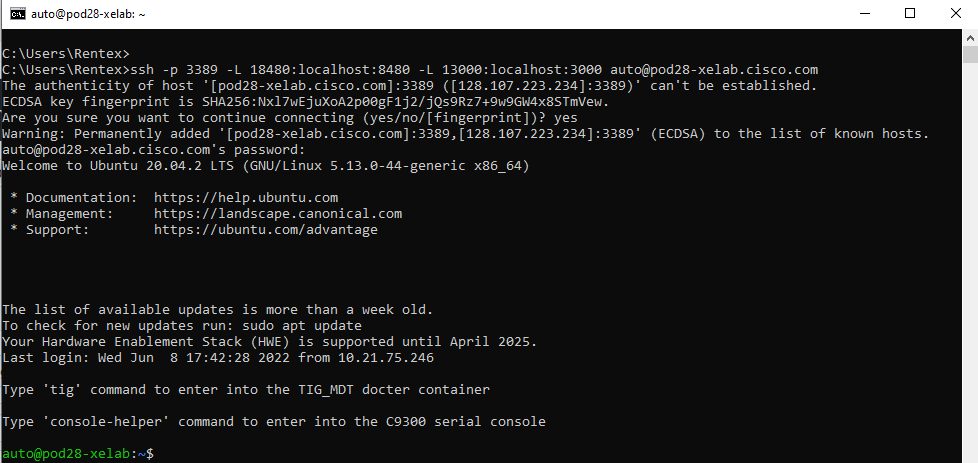 auto@pod28-xelab: ~
C:\Users\Rentex>
C:\Users\Rentex>ssh -p 3389 -L 18480:localhost:8480 -L 13000:localhost:3000 auto@pod28-xelab.cisco.com
The authenticity of host '[pod28-xelab.cisco.com]:3389 ([128.107.223.234]:3389)' can't be established.
ECDSA key fingerprint is SHA256:Nxl7wEjuXoA2p00gF1j2/jQs9Rz7+9w9GW4x8STmVew.
Are you sure you want to continue connecting (yes/no/[fingerprint])? yes
Warning: Permanently added '[pod28-xelab.cisco.com]:3389,[128.107.223.234]:3389' (ECDSA) to the list of known hosts.
auto@pod28-xelab.cisco.com's password:
Welcome to Ubuntu 20.04.2 LTS (GNU/Linux 5.13.0-44-generic x86_64)
* Documentation:  https://help.ubuntu.com
* Management:     https://landscape.canonical.com
* Support:        https://ubuntu.com/advantage
The list of available updates is more than a week old.
To check for new updates run: sudo apt update
Your Hardware Enablement Stack (HWE) is supported until April 2025.
Last login: Wed Jun  8 17:42:28 2022 from 10.21.75.246
Type 'tig' command to enter into the TIG_MDT docter container
Type 'console-helper' command to enter into the C9300 serial console
auto@pod28-xelab:~$